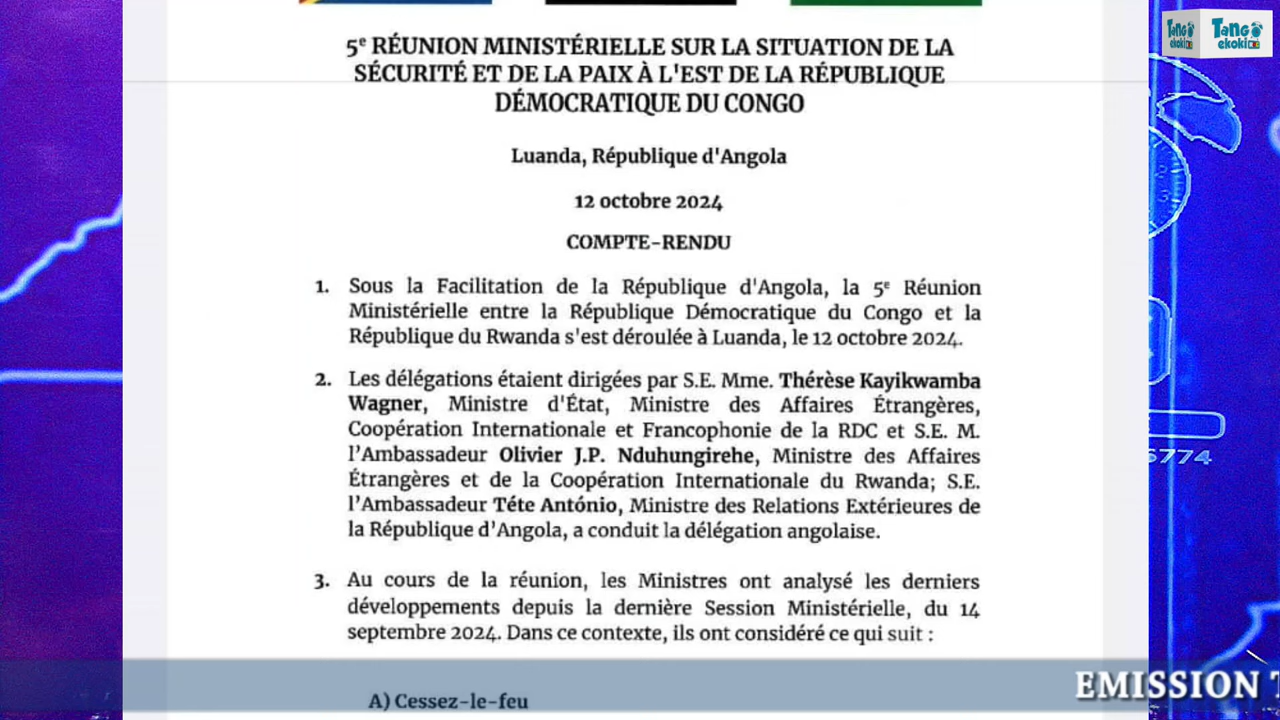 Tango
ekoki
Tango
ekoki
5e RÉUNION MINISTÉRIELLE SUR LA SITUATION DE LA
SÉCURITÉ ET DE LA PAIX À L'EST DE LA RÉPUBLIQUE
DÉMOCRATIQUE DU CONGO
Luanda, République d'Angola
12 octobre 2024
COMPTE-RENDU
1. Sous la Facilitation de la République d'Angola, la 5e Réunion
Ministérielle entre la République Démocratique du Congo et la
République du Rwanda s'est déroulée à Luanda, le 12 octobre 2024.
2. Les délégations étaient dirigées par S.E. Mme. Thérèse Kayikwamba
Wagner, Ministre d'État, Ministre des Affaires Étrangères,
Coopération Internationale et Francophonie de la RDC et S.E. M.
l’Ambassadeur Olivier J.P. Nduhungirehe, Ministre des Affaires
Étrangères et de la Coopération Internationale du Rwanda; S.E.
l’Ambassadeur Téte António, Ministre des Relations Extérieures de
la République d’Angola, a conduit la délégation angolaise.
3. Au cours de la réunion, les Ministres ont analysé les derniers
développements depuis la dernière Session Ministérielle, du 14
septembre 2024. Dans ce contexte, ils ont considéré ce qui suit :
A) Cessez-le-feu
EMISSION T
6774